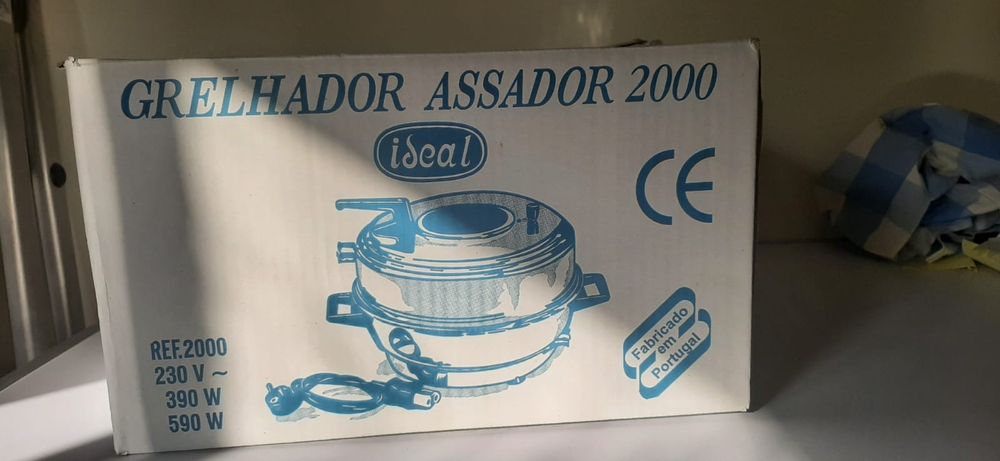 GRELHADOR ASSADOR 2000
ideal
CE
REF.2000
230 V ~
390 W
590 W
Fabricado
em
Portugal